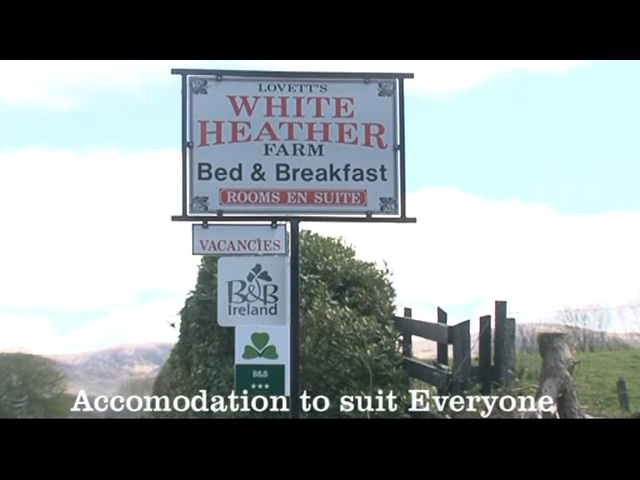 LOVETT'S
WHITE
HEATHER
FARM
Bed & Breakfast
ROOMS EN SUITE
VACANCIES
B&B
Ireland
B&B
Accomodation to suit Everyone